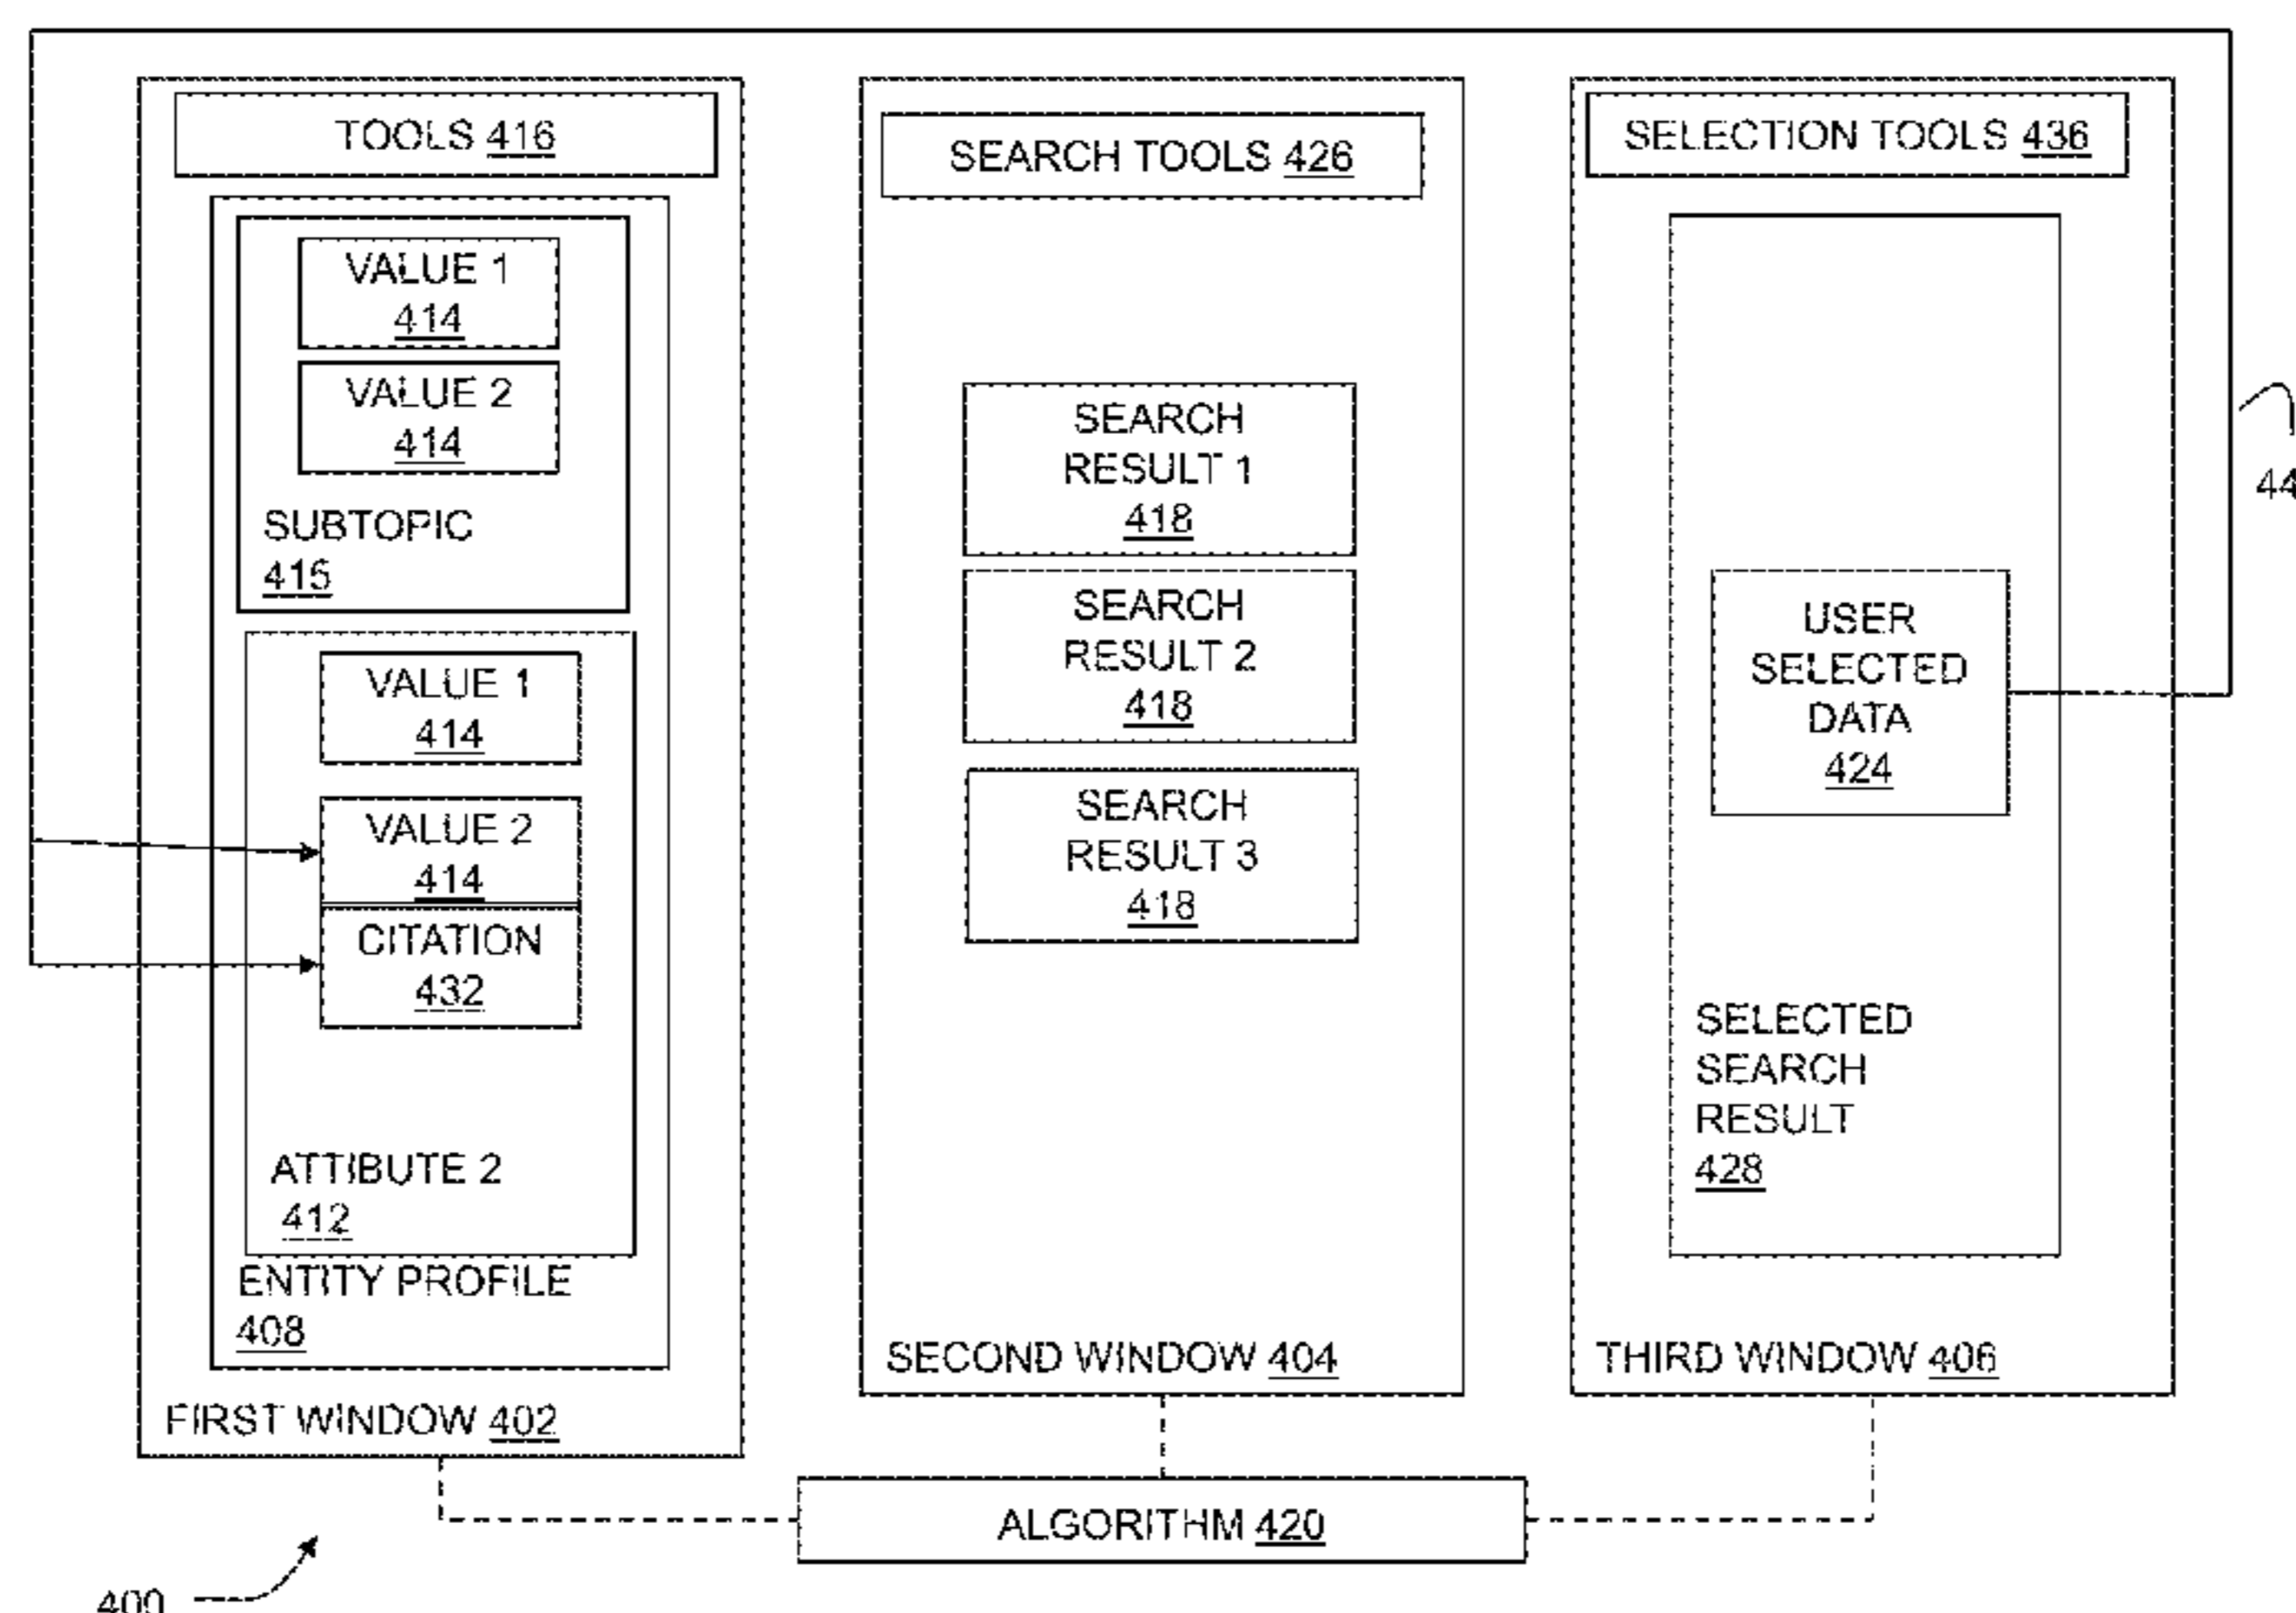 TOOLS 416
VALUE 1
414
VALUE 2
414
SUBTOPIC
415
VALUE 1
414
VALUE 2
414
CITATION
432
ATTIBUTE 2
412
ENTITY PROFILE
408
FIRST WINDOW 402
SEARCH TOOLS 426
SEARCH
RESULT 1
418
SEARCH
RESULT 2
418
SEARCH
RESULT 3
418
SECOND WINDOW 404
SELECTION TOOLS 436
USER
SELECTED
DATA
424
SELECTED
SEARCH
RESULT
428
THIRD WINDOW 406
ALGORITHM 420
400